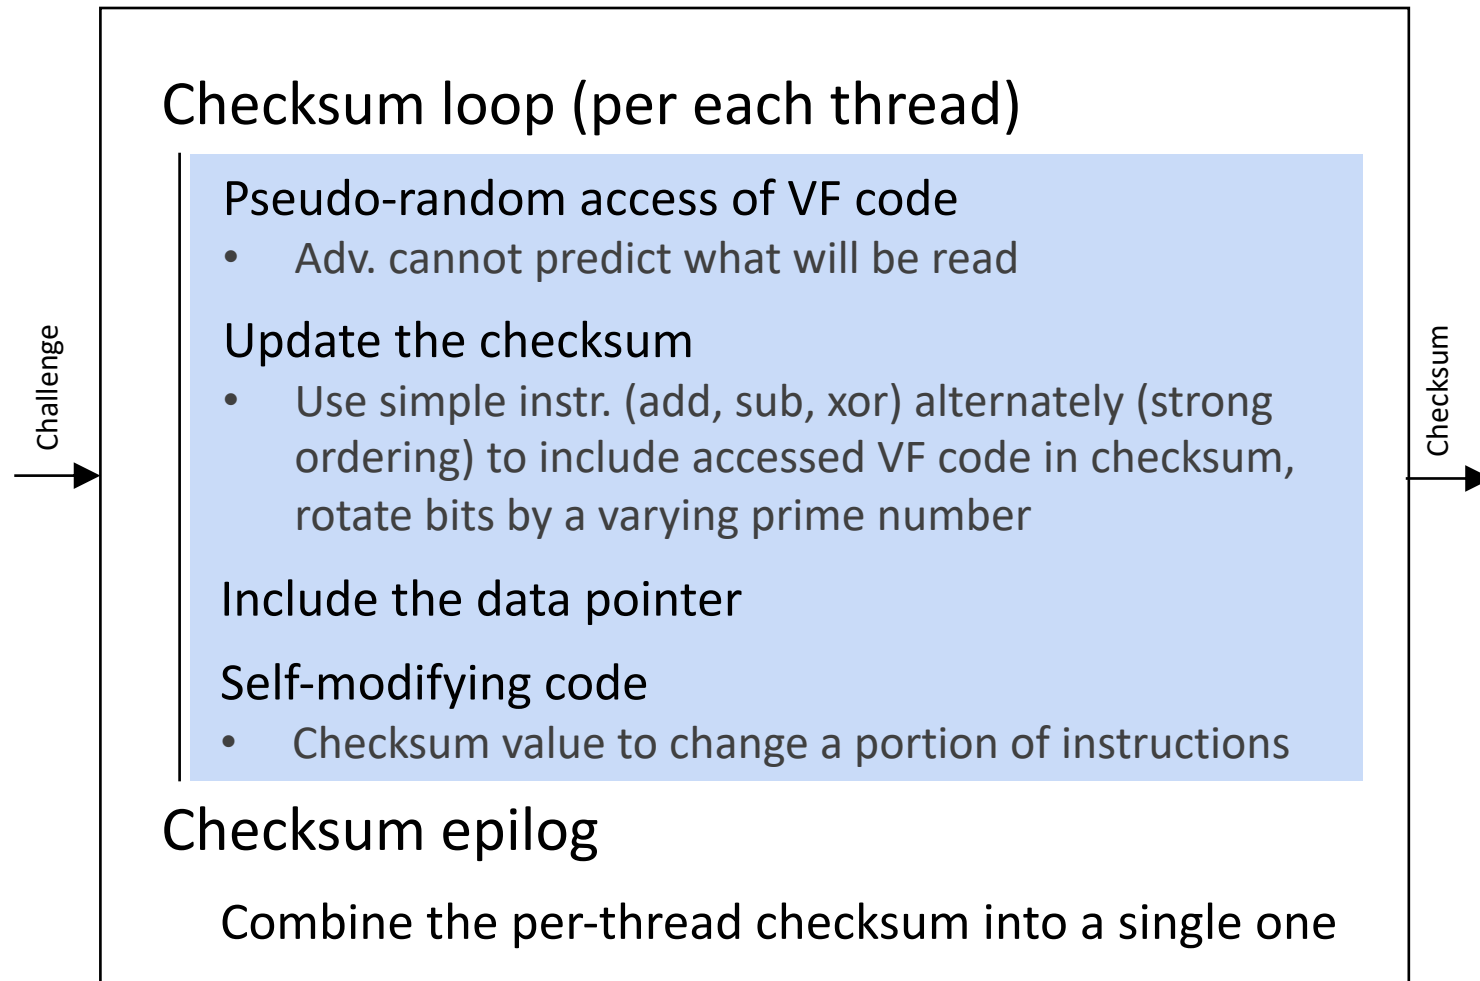 Checksum loop (per each thread)
Pseudo-random access of VF code
• Adv. cannot predict what will be read
Update the checksum
• Use simple instr. (add, sub, xor) alternately (strong
ordering) to include accessed VF code in checksum,
rotate bits by a varying prime number
Include the data pointer
Self-modifying code
• Checksum value to change a portion of instructions
Checksum epilog
Combine the per-thread checksum into a single one
Challenge
Checksum